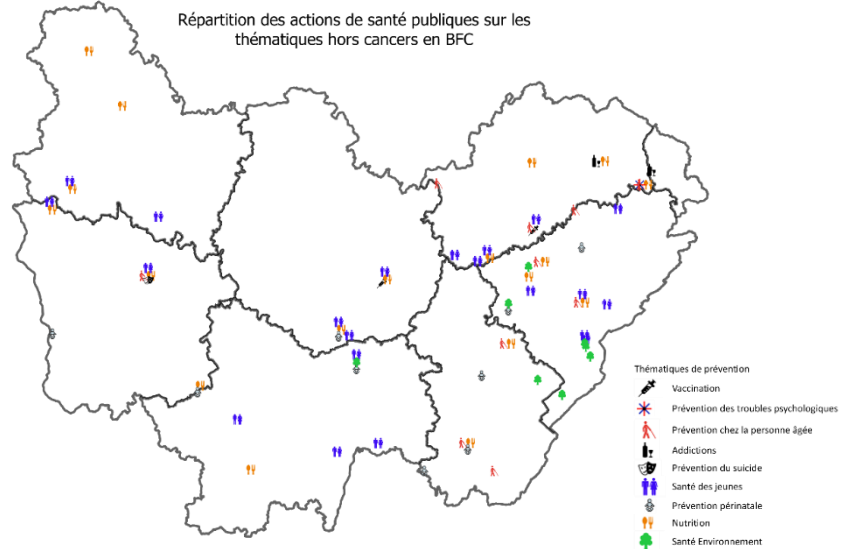 Répartition des actions de santé publiques sur les
thématiques hors cancers en BFC
Thématiques de prévention
Vaccination
Prévention des troubles psychologiques
Prévention chez la personne âgée
Addictions
Prévention du suicide
Santé des jeunes
Prévention périnatale
Nutrition
Santé Environnement